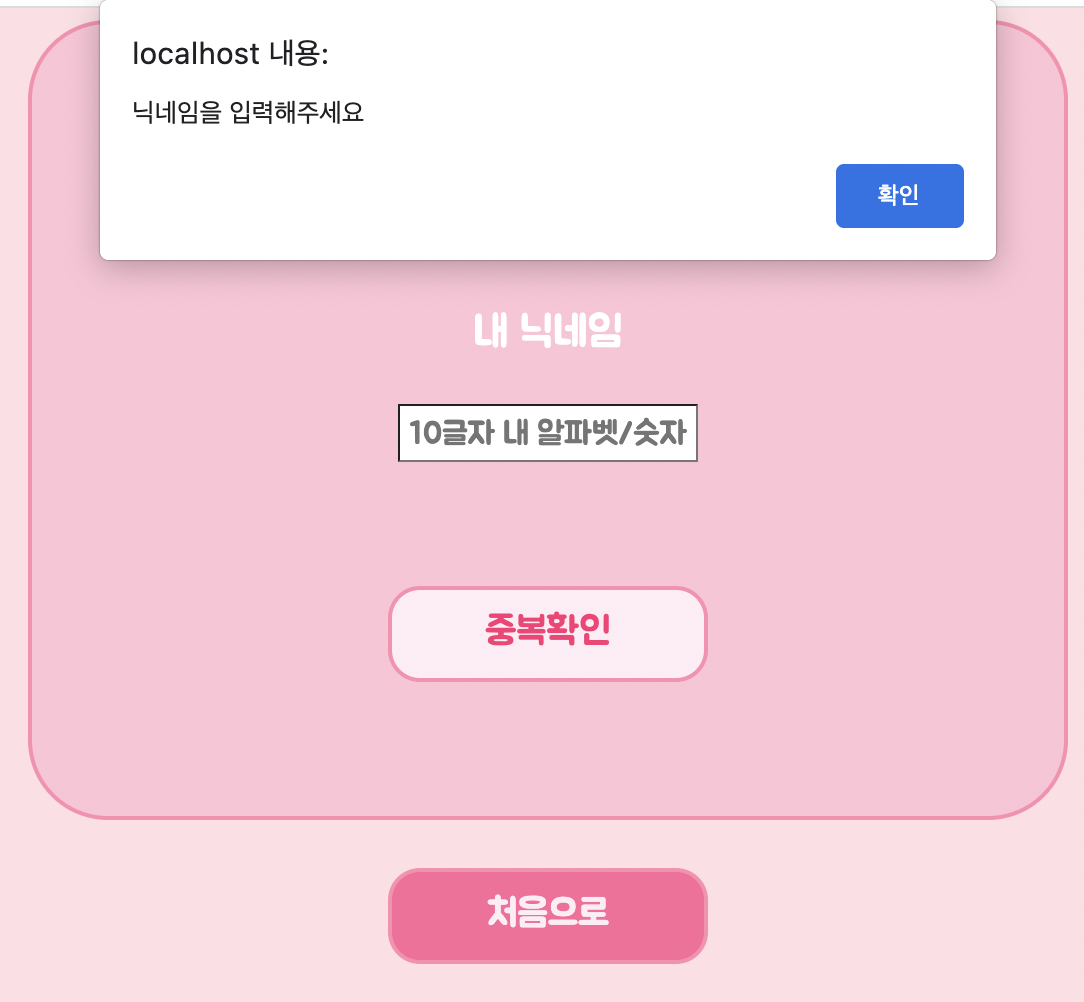 localhost 내용:
닉네임을 입력해주세요
확인
내 닉네임
10글자 내 알파벳/숫자
중복확인
처음으로